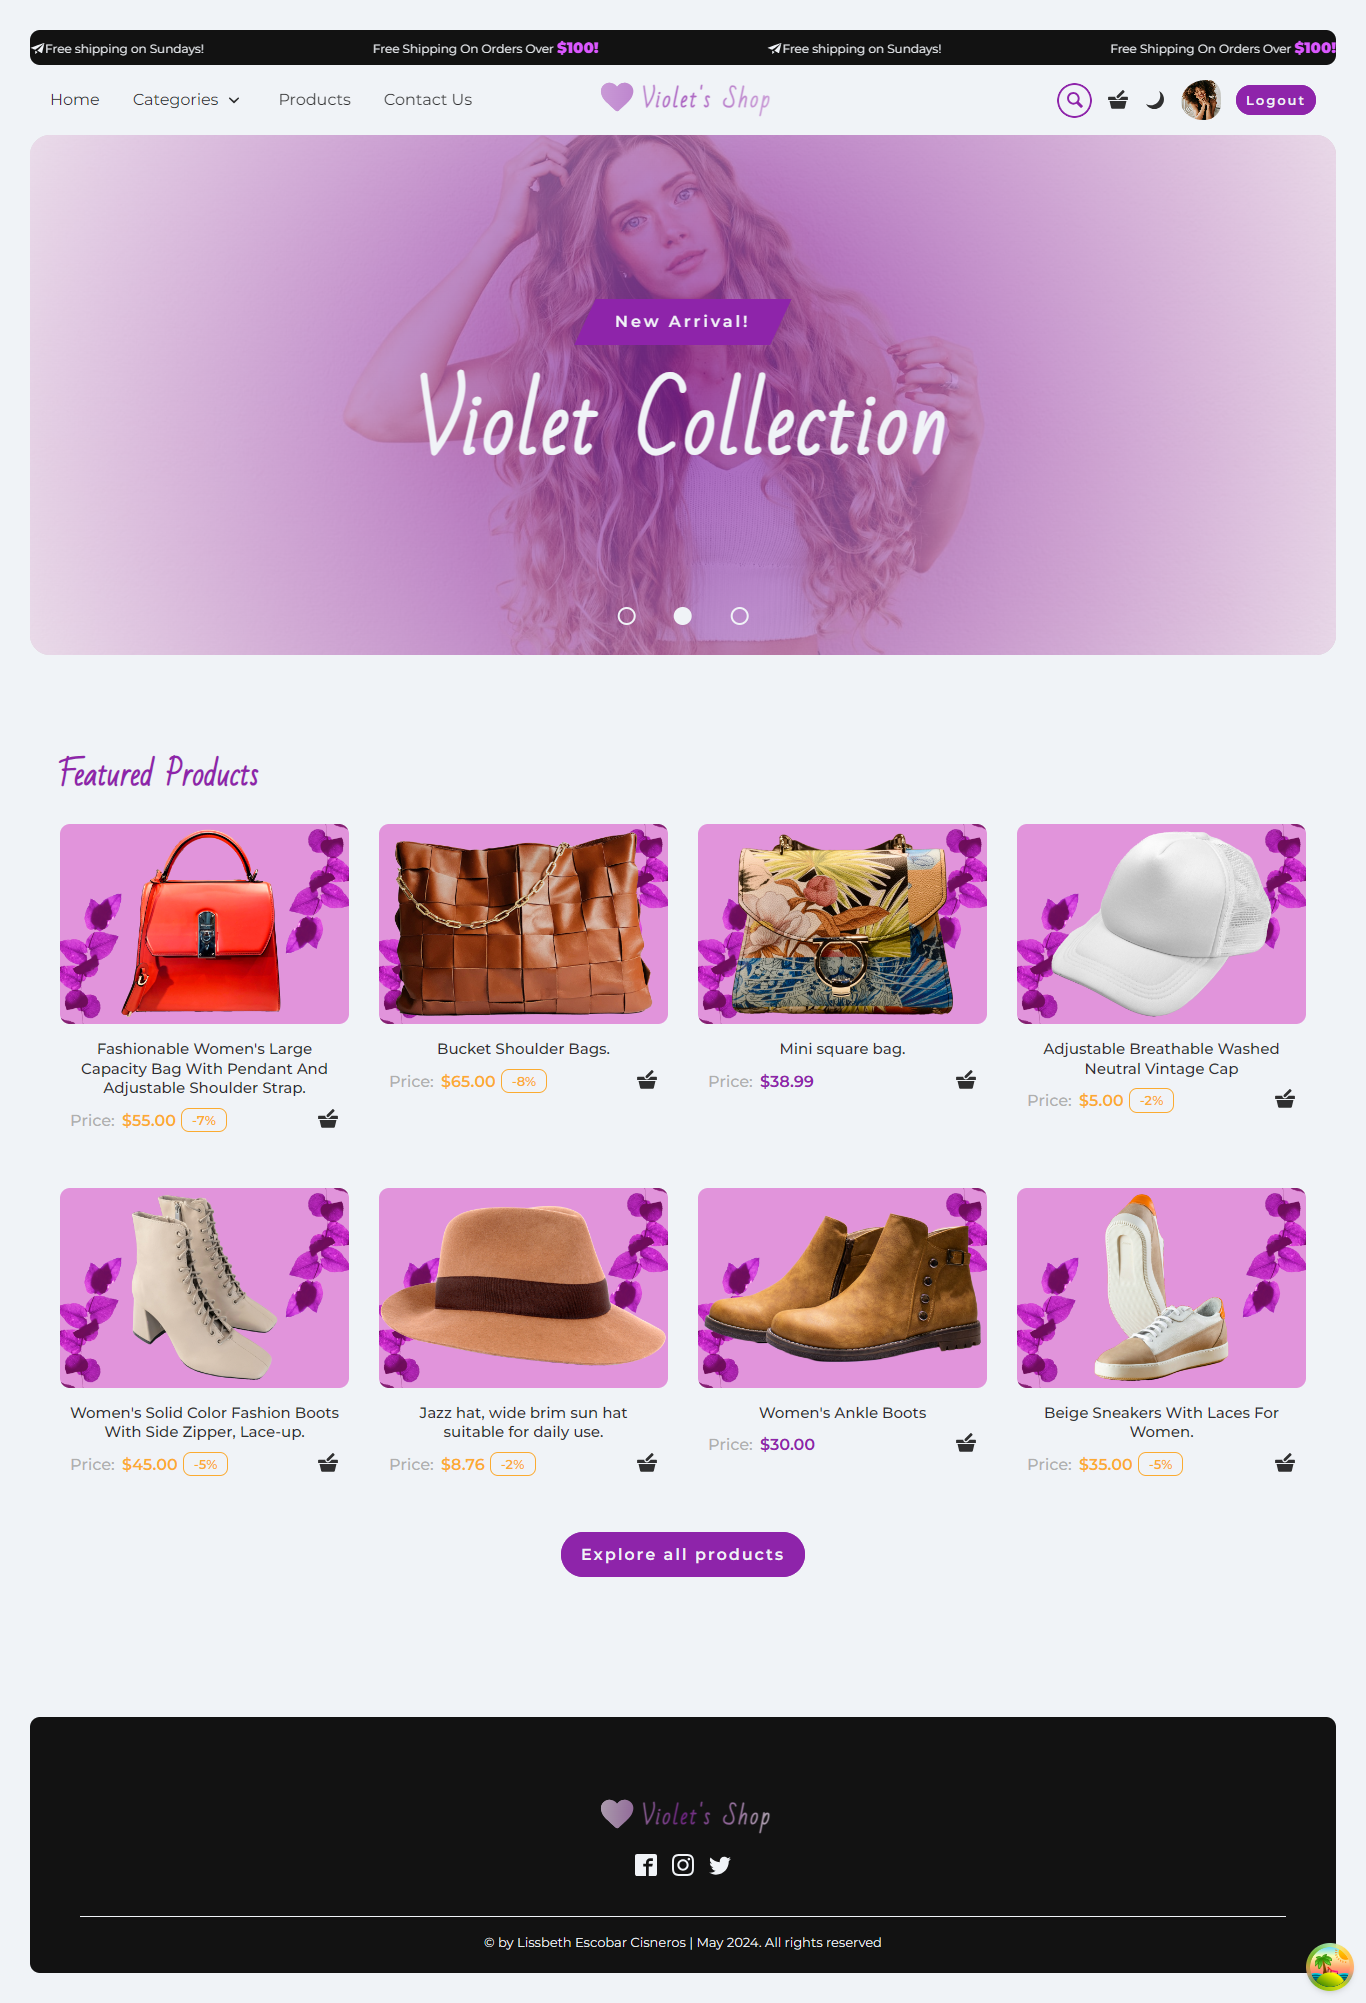 Free shipping on Sundays!
Free Shipping On Orders Over $100!
Free shipping on Sundays!
Free Shipping On Orders Over $100!
Home
Categories
Products
Contact Us
Violet's Shop
Logout
New Arrival!
Violet Collection
Featured Products
Fashionable Women's Large
Capacity Bag With Pendant And
Adjustable Shoulder Strap.
Price: $55.00 -7%
Bucket Shoulder Bags.
Price: $65.00 -8%
Mini square bag.
Price: $38.99
Adjustable Breathable Washed
Neutral Vintage Cap
Price: $5.00 -2%
Women's Solid Color Fashion Boots
With Side Zipper, Lace-up.
Price: $45.00 -5%
Jazz hat, wide brim sun hat
suitable for daily use.
Price: $8.76 -2%
Women's Ankle Boots
Price: $30.00
Beige Sneakers With Laces For
Women.
Price: $35.00 -5%
Explore all products
Violet's Shop
© by Lissbeth Escobar Cisneros | May 2024. All rights reserved